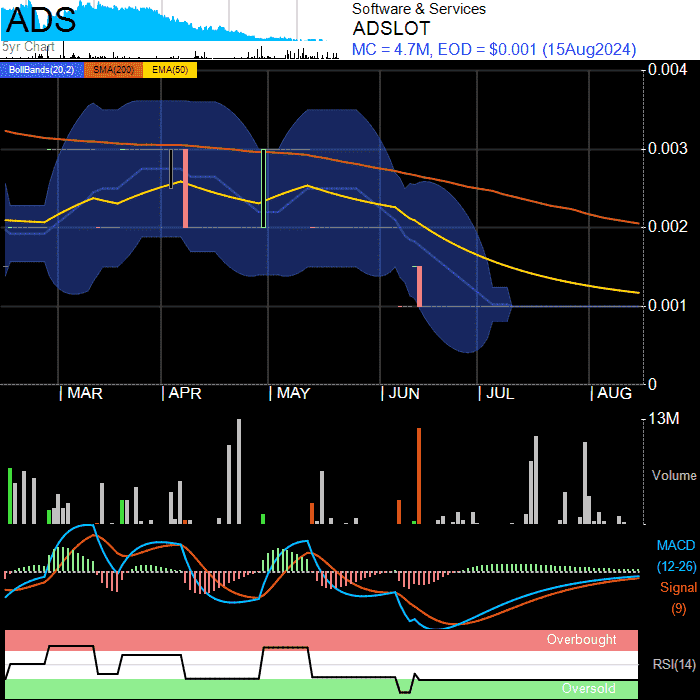 ADS
5yr Chart
Software & Services
ADSLOT
MC = 4.7M, EOD = $0.001 (15Aug2024)
BollBands(20,2) SMA(200) EMA(50)
0.004
0.003
0.002
0.001
0
MAR APR MAY JUN JUL AUG
13M
Volume
MACD
(12-26)
Signal
(9)
Overbought
RSI(14)
Oversold